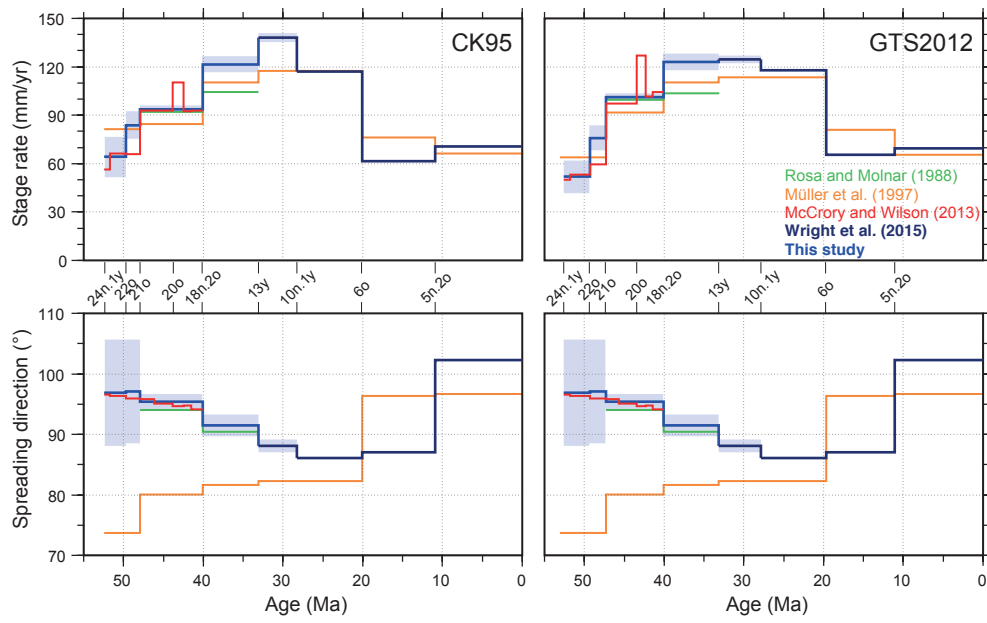 CK95
GTS2012
Stage rate (mm/yr)
150
120
90
60
30
0
Rosa and Molnar (1988)
Müller et al. (1997)
McCrory and Wilson (2013)
Wright et al. (2015)
This study
24n.1y
22o
21o
20o
18n.2o
13y
10n.1y
6o
5n.2o
24n.1y
22o
21o
20o
18n.2o
13y
10n.1y
6o
5n.2o
Spreading direction (°)
110
100
90
80
70
50 40 30 20 10 0
50 40 30 20 10 0
Age (Ma)
Age (Ma)